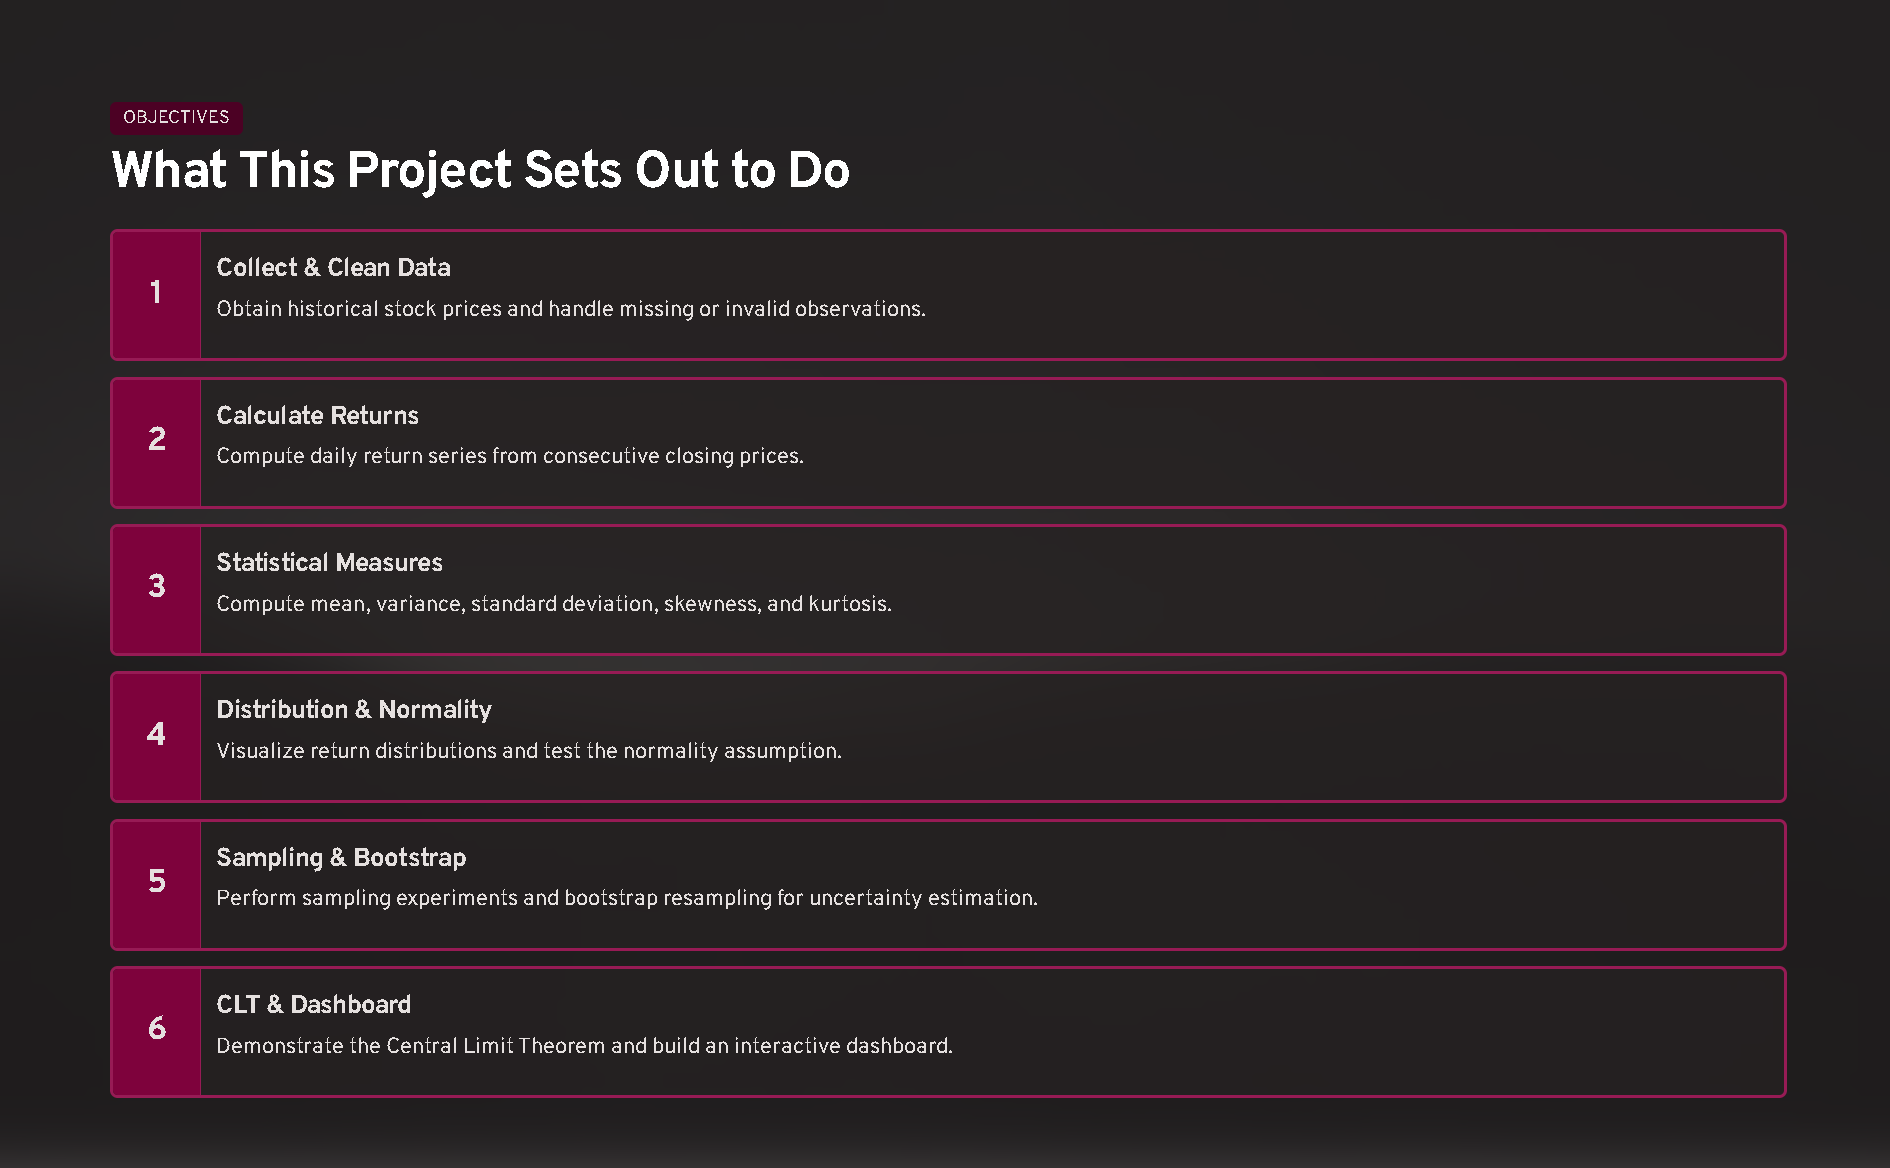 OBJECTIVES
What This Project Sets Out to Do
1
Collect & Clean Data
Obtain historical stock prices and handle missing or invalid observations.
2
Calculate Returns
Compute daily return series from consecutive closing prices.
3
Statistical Measures
Compute mean, variance, standard deviation, skewness, and kurtosis.
4
Distribution & Normality
Visualize return distributions and test the normality assumption.
5
Sampling & Bootstrap
Perform sampling experiments and bootstrap resampling for uncertainty estimation.
6
CLT & Dashboard
Demonstrate the Central Limit Theorem and build an interactive dashboard.